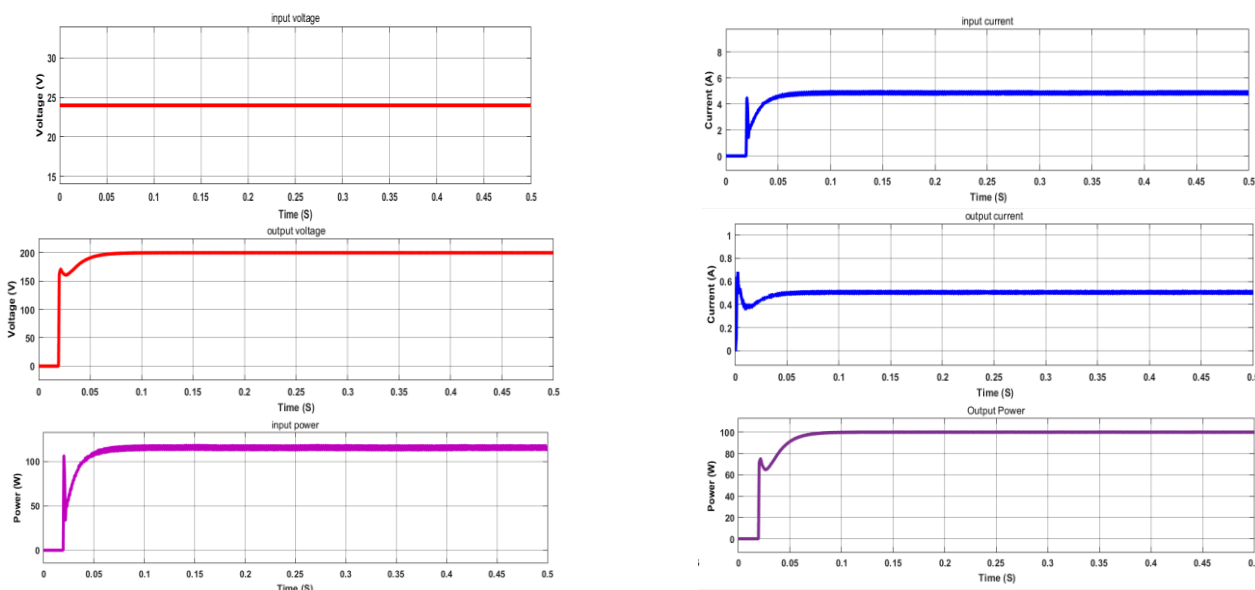 input voltage
Voltage (V)
30
25
20
15
0 0.05 0.1 0.15 0.2 0.25 0.3 0.35 0.4 0.45 0.5
Time (S)
output voltage
Voltage (V)
200
150
100
50
0
0 0.05 0.1 0.15 0.2 0.25 0.3 0.35 0.4 0.45 0.5
Time (S)
input power
Power (W)
100
50
0
0 0.05 0.1 0.15 0.2 0.25 0.3 0.35 0.4 0.45 0.5
Time (S)
input current
Current (A)
8
6
4
2
0
0 0.05 0.1 0.15 0.2 0.25 0.3 0.35 0.4 0.45 0.5
Time (S)
output current
Current (A)
1
0.8
0.6
0.4
0.2
0
0 0.05 0.1 0.15 0.2 0.25 0.3 0.35 0.4 0.45 0.
Time (S)
Output Power
Power (W)
100
80
60
40
20
0
0 0.05 0.1 0.15 0.2 0.25 0.3 0.35 0.4 0.45 0.
Time (S)